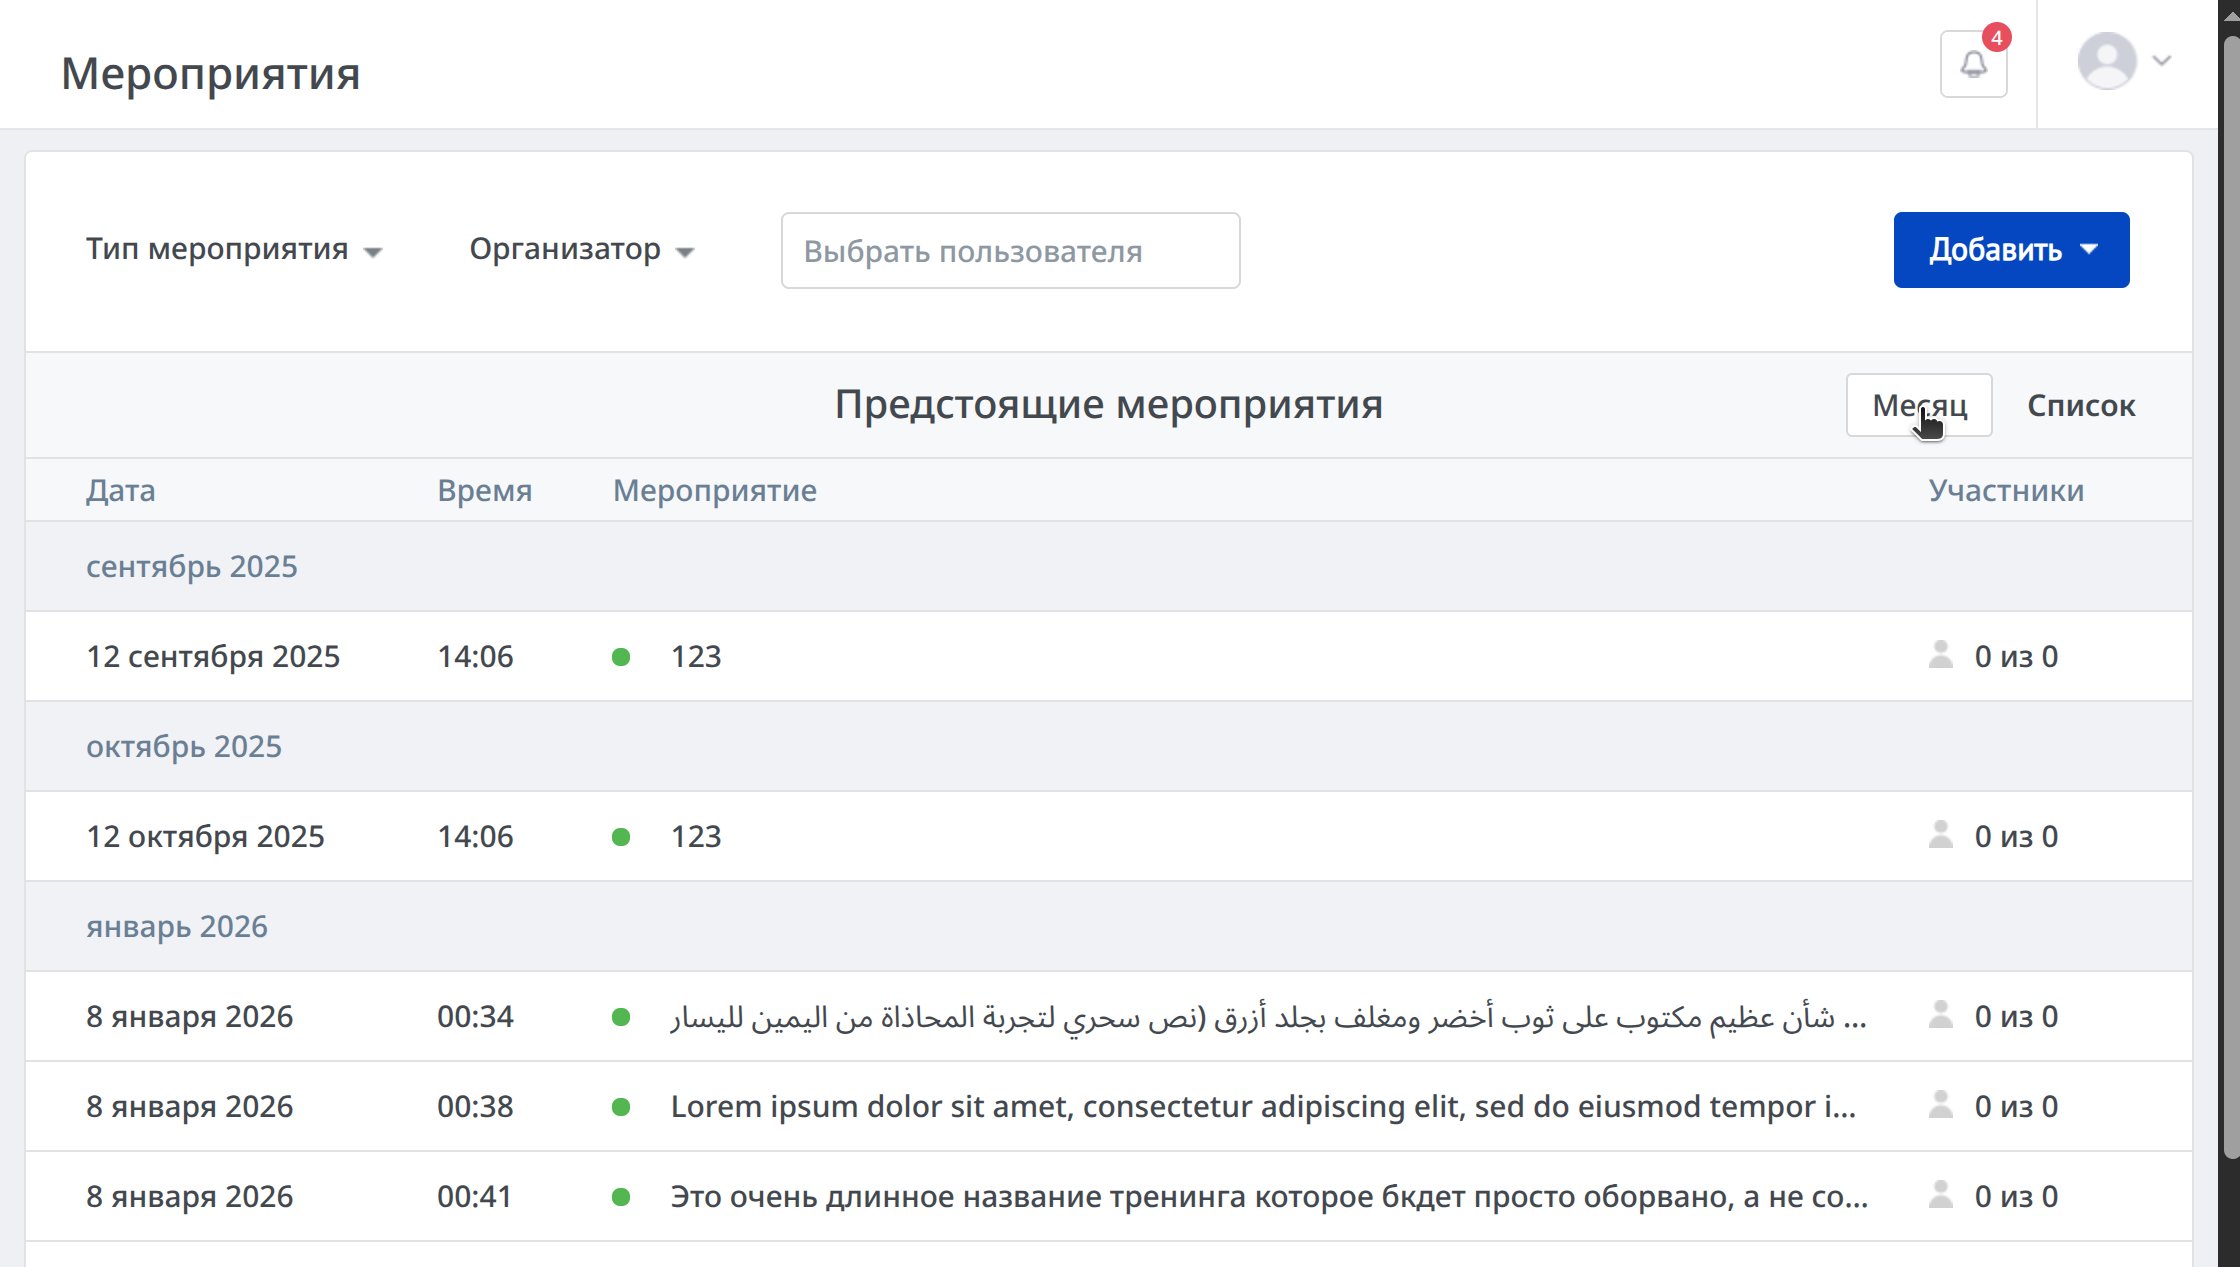 Мероприятия
4
Тип мероприятия
Организатор
Выбрать пользователя
Добавить
Предстоящие мероприятия
Месяц
Список
Дата Время Мероприятие Участники
сентябрь 2025
12 сентября 2025 14:06 123 0 из 0
октябрь 2025
12 октября 2025 14:06 123 0 из 0
январь 2026
8 января 2026 00:34 شأن عظيم مكتوب على ثوب أخضر ومغلف بجلد أزرق (نص سحري لتجربة المحاذاة من اليمين لليسار ... 0 из 0
8 января 2026 00:38 Lorem ipsum dolor sit amet, consectetur adipiscing elit, sed do eiusmod tempor i... 0 из 0
8 января 2026 00:41 Это очень длинное название тренинга которое бкдет просто оборвано, а не со... 0 из 0